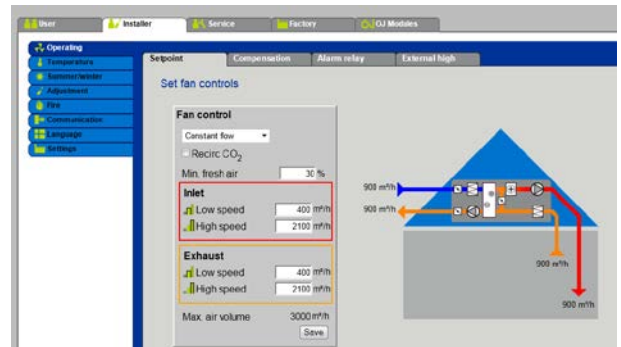 User Installer Service Factory OJ Modules
Operating
Temperature
Summer/winter
Adjustment
Fire
Communication
Language
Settings
Setpoint Compensation Alarm relay External high
Set fan controls
Fan control
Constant flow
Recirc CO2
Min. fresh air 30 %
Inlet
Low speed 400 m³/h
High speed 2100 m³/h
Exhaust
Low speed 400 m³/h
High speed 2100 m³/h
Max. air volume 3000 m³/h
Save
900 m³/h
900 m³/h
900 m³/h
900 m³/h